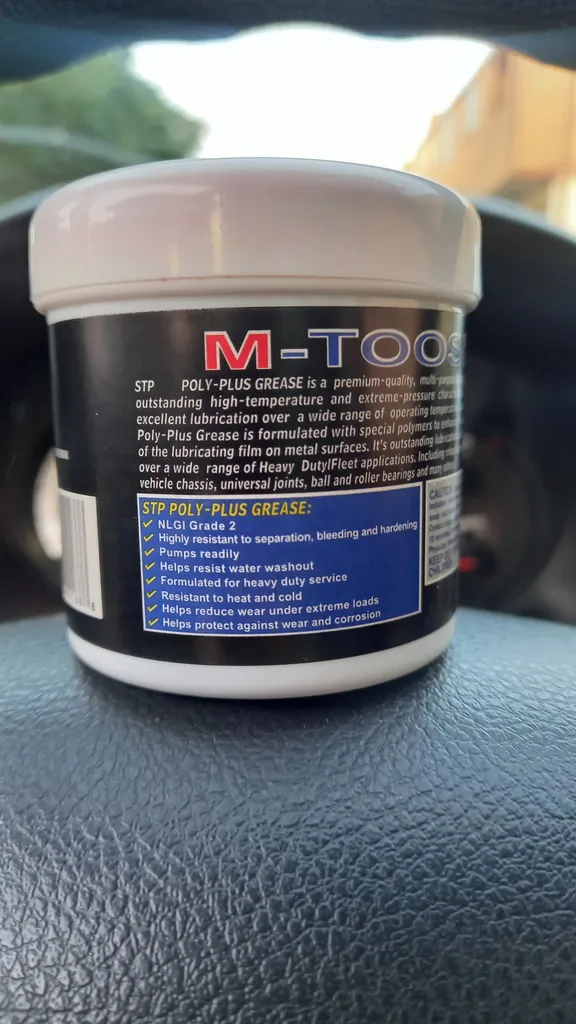 M-TOOS
STP POLY-PLUS GREASE is a premium-quality,
outstanding high-temperature and extreme-pressure
excellent lubrication over a wide range of operating
Poly-Plus Grease is formulated with special polymers to
of the lubricating film on metal surfaces. It's outstanding
over a wide range of Heavy DutylFleet applications. Including
vehicle chassis, universal joints, ball and roller bearings and many
STP POLY-PLUS GREASE:
✓ NLGI Grade 2
✓ Highly resistant to separation, bleeding and hardening
✓ Pumps readily
✓ Helps resist water washout
✓ Formulated for heavy duty service
✓ Resistant to heat and cold
✓ Helps reduce wear under extreme loads
✓ Helps protect against wear and corrosion
CAUTION